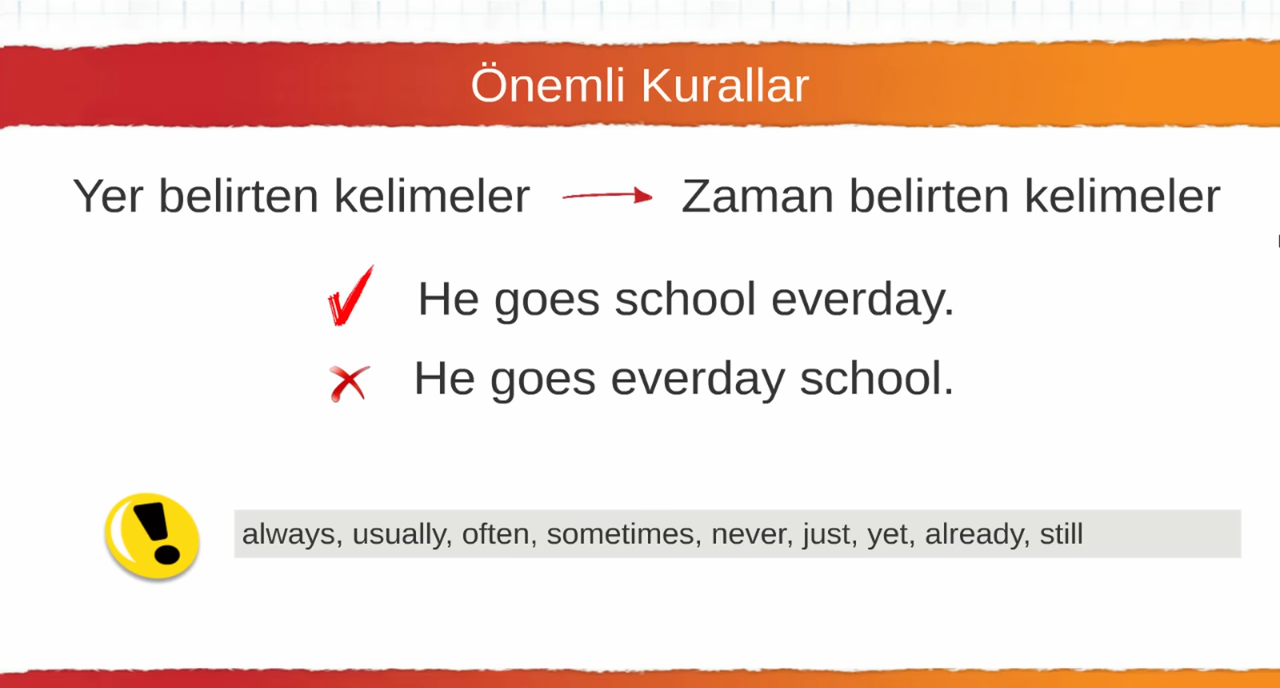 Önemli Kurallar
Yer belirten kelimeler Zaman belirten kelimeler
He goes school everday.
He goes everday school.
always, usually, often, sometimes, never, just, yet, already, still